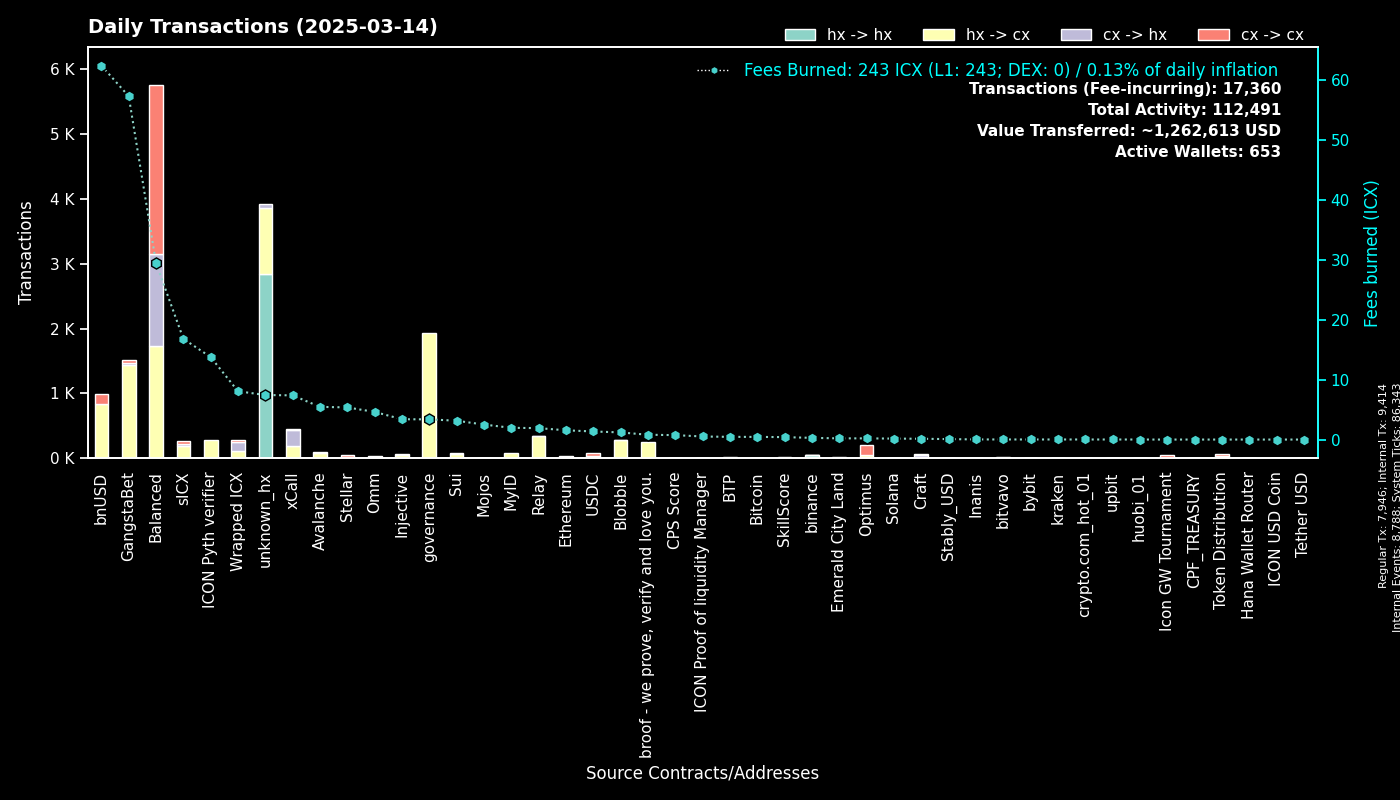 Daily Transactions (2025-03-14)
hx -> hx
hx -> cx
cx -> hx
cx -> cx
Fees Burned: 243 ICX (L1: 243; DEX: 0) / 0.13% of daily inflation
Transactions (Fee-incurring): 17,360
Total Activity: 112,491
Value Transferred: ~1,262,613 USD
Active Wallets: 653
Transactions
6 K
5 K
4 K
3 K
2 K
1 K
0 K
60
50
40
30
20
10
0
Fees burned (ICX)
bnUSD
GangstaBet
Balanced
sICX
ICON Pyth verifier
Wrapped ICX
unknown_hx
xCall
Avalanche
Stellar
Omm
Injective
governance
Sui
Mojos
MyID
Relay
Ethereum
USDC
Blobble
broof - we prove, verify and love you.
CPS Score
ICON Proof of liquidity Manager
BTP
Bitcoin
SkillScore
binance
Emerald City Land
Optimus
Solana
Craft
Stably_USD
Inanis
bitvavo
bybit
kraken
crypto.com_hot_01
upbit
huobi_01
Icon GW Tournament
CPF_TREASURY
Token Distribution
Hana Wallet Router
ICON USD Coin
Tether USD
Source Contracts/Addresses
Regular Tx: 7,946; Internal Tx: 9,414
Internal Events: 8,788; System Ticks: 86,343